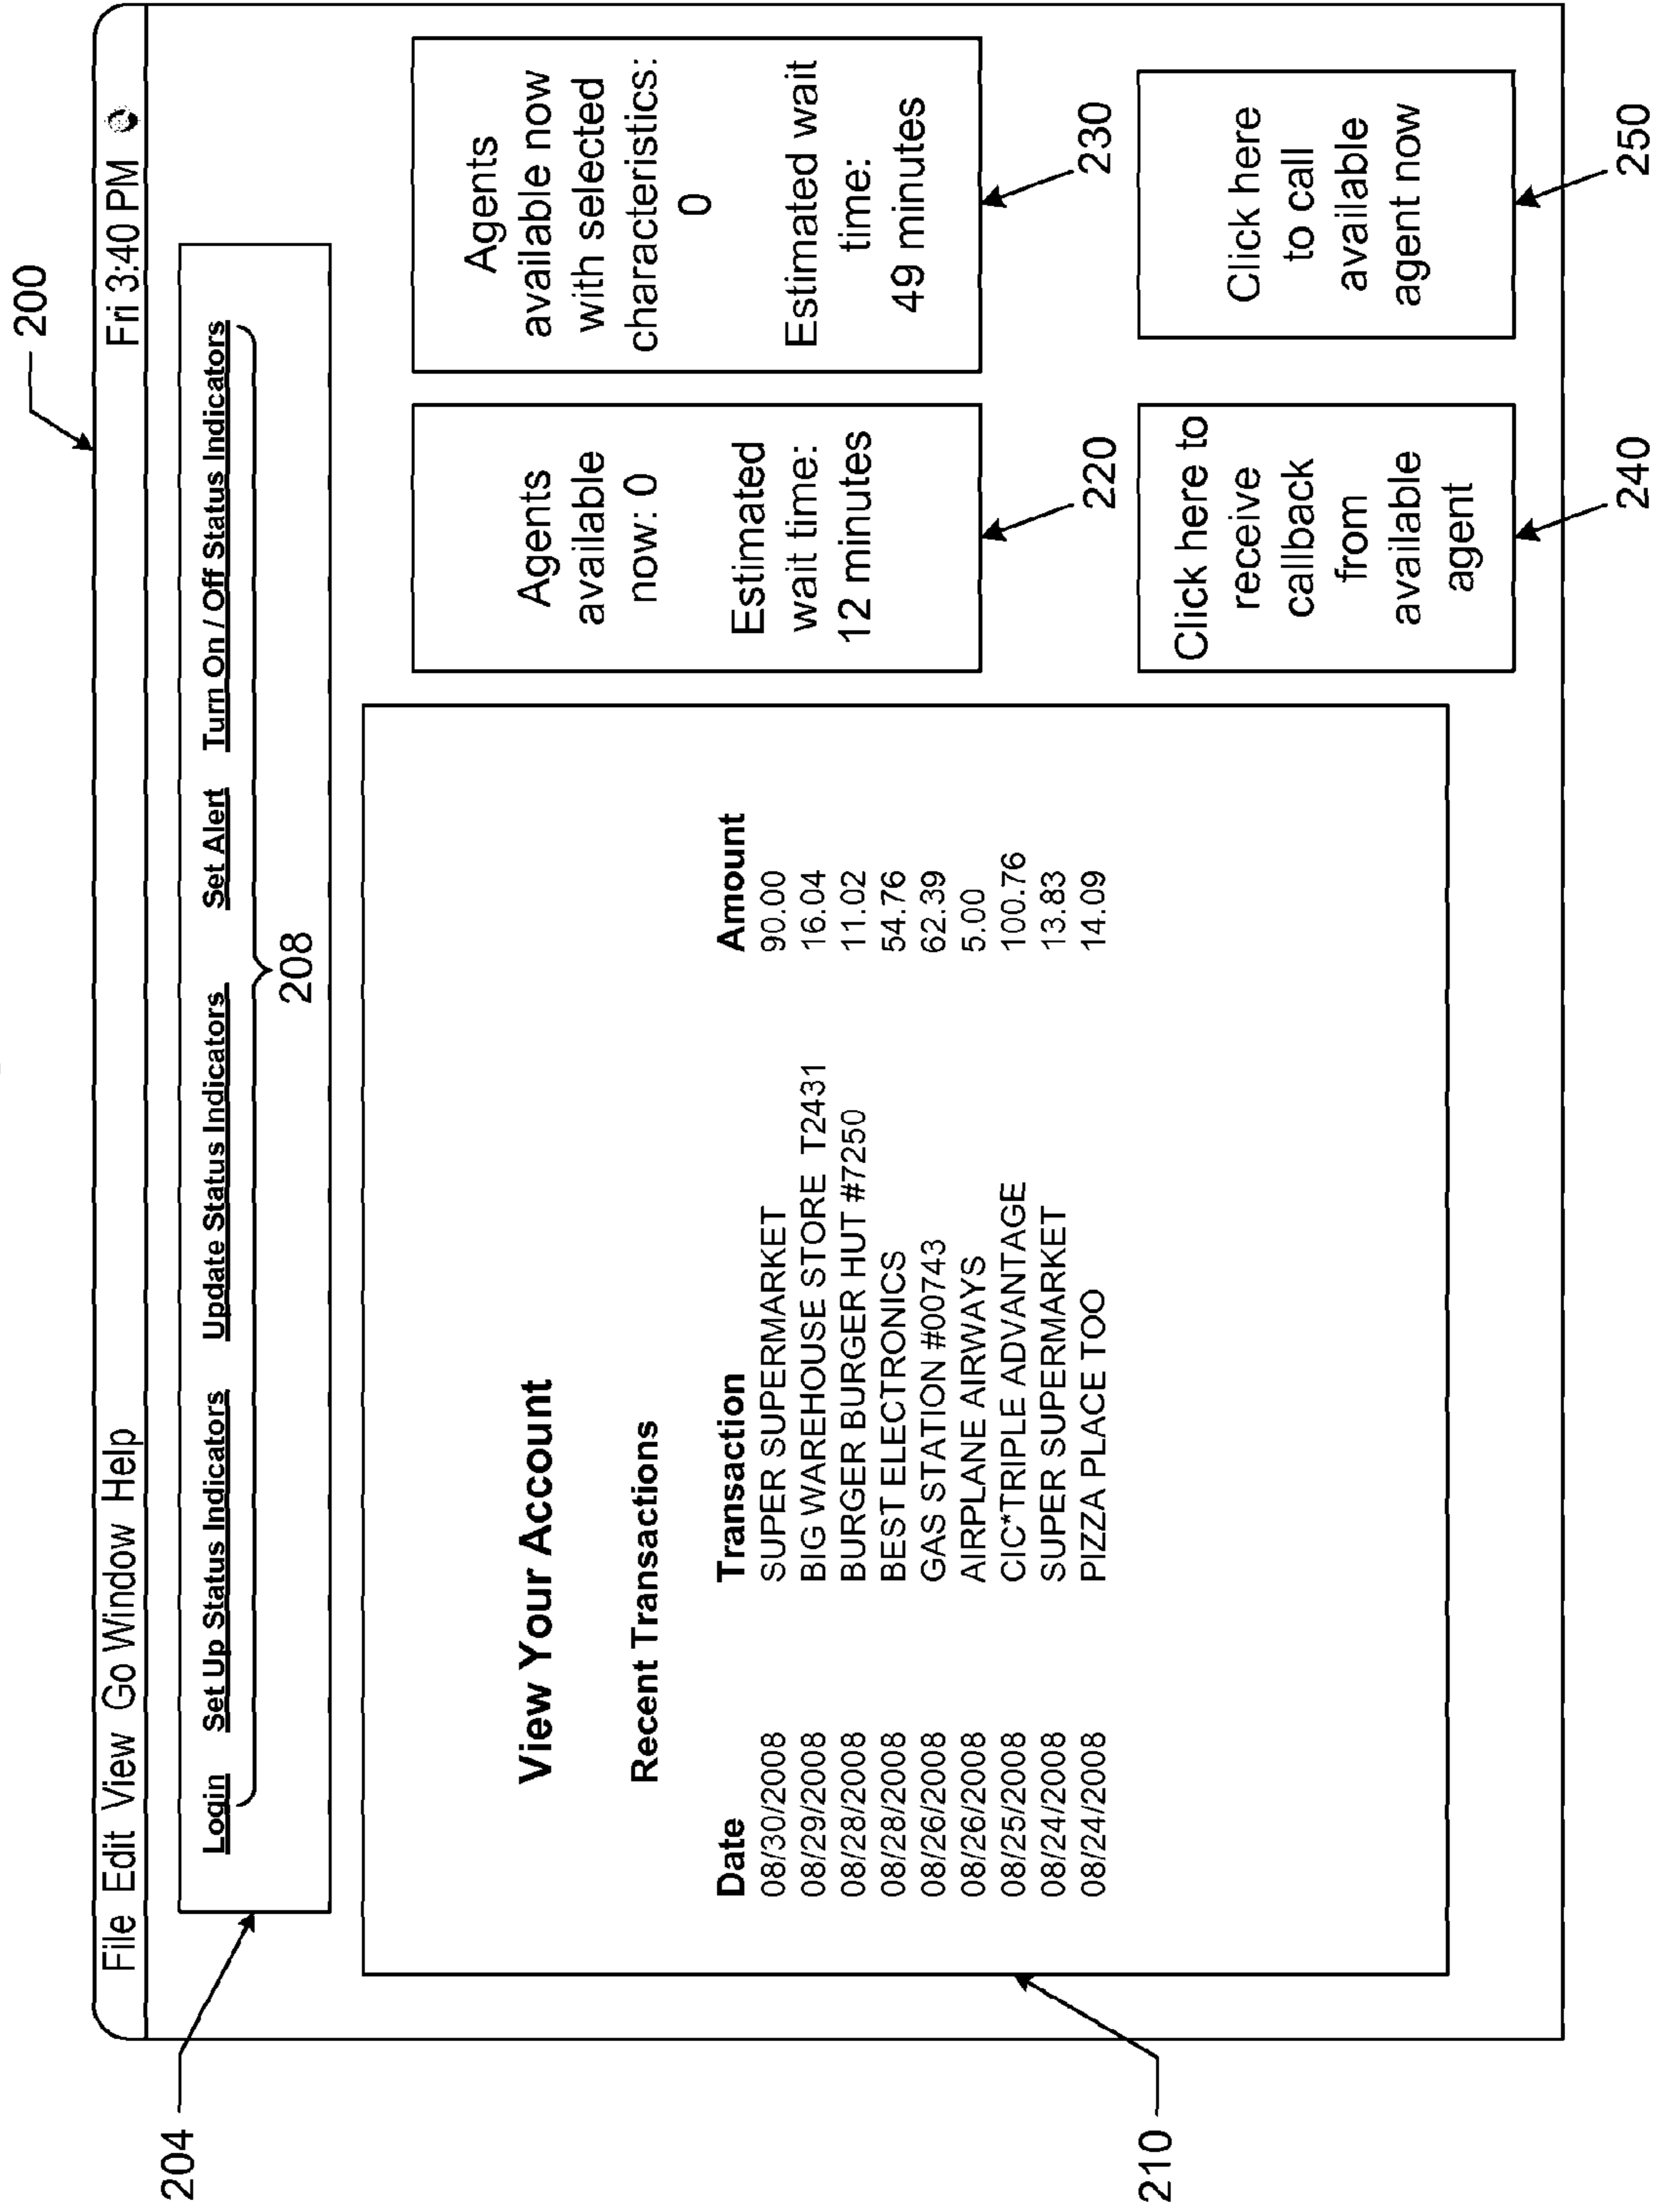 200
File Edit View Go Window Help Fri 3:40 PM
204
Login Set Up Status Indicators Update Status Indicators Set Alert Turn On / Off Status Indicators
208
View Your Account
Recent Transactions
Date Transaction Amount
08/30/2008 SUPER SUPERMARKET 90.00
08/29/2008 BIG WAREHOUSE STORE T2431 16.04
08/28/2008 BURGER BURGER HUT #7250 11.02
08/28/2008 BEST ELECTRONICS 54.76
08/26/2008 GAS STATION #00743 62.39
08/26/2008 AIRPLANE AIRWAYS 5.00
08/25/2008 CIC*TRIPLE ADVANTAGE 100.76
08/24/2008 SUPER SUPERMARKET 13.83
08/24/2008 PIZZA PLACE TOO 14.09
210
Agents
available
now: 0
Estimated
wait time:
12 minutes
220
Agents
available now
with selected
characteristics:
0
Estimated wait
time:
49 minutes
230
Click here to
receive
callback
from
available
agent
240
Click here
to call
available
agent now
250